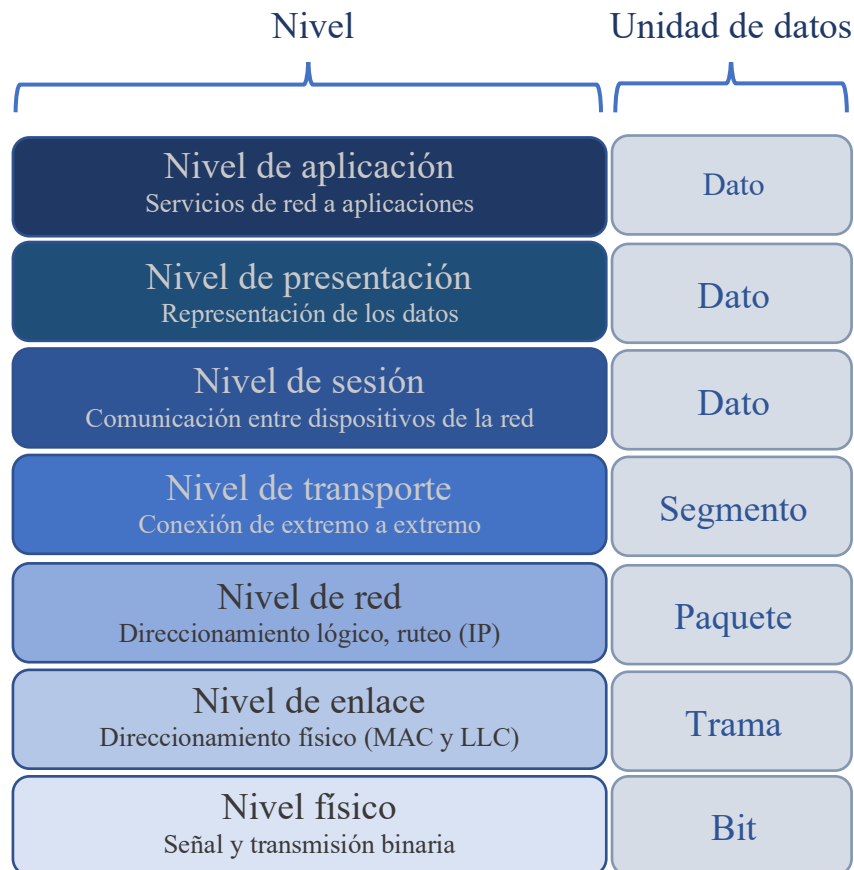 Nivel
Unidad de datos
Nivel de aplicación
Servicios de red a aplicaciones
Dato
Nivel de presentación
Representación de los datos
Dato
Nivel de sesión
Comunicación entre dispositivos de la red
Dato
Nivel de transporte
Conexión de extremo a extremo
Segmento
Nivel de red
Direccionamiento lógico, ruteo (IP)
Paquete
Nivel de enlace
Direccionamiento físico (MAC y LLC)
Trama
Nivel físico
Señal y transmisión binaria
Bit